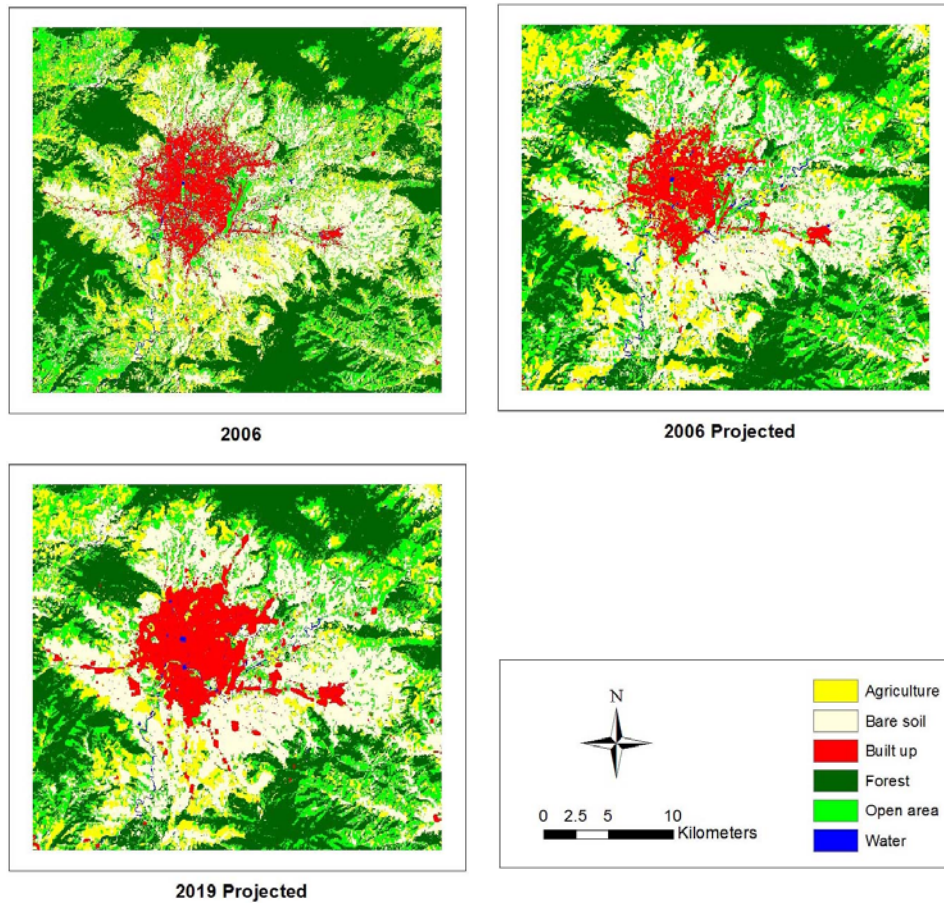 2006
2006 Projected
2019 Projected
N
0 2.5 5 10
Kilometers
Agriculture
Bare soil
Built up
Forest
Open area
Water